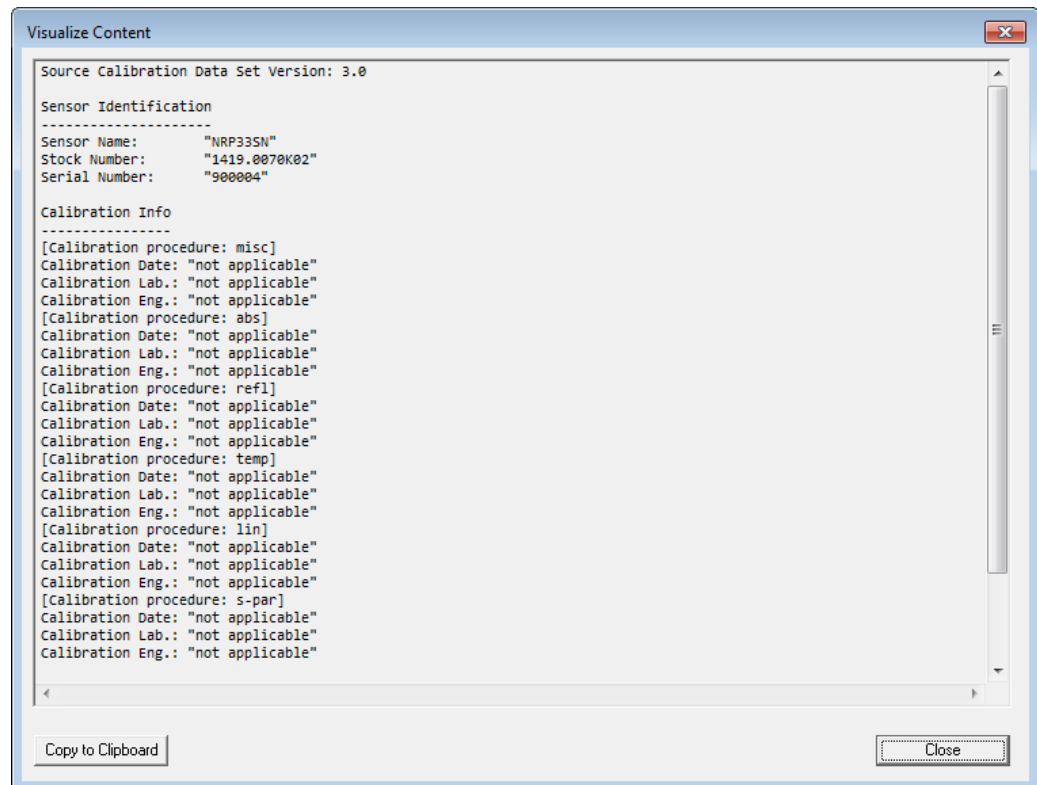 Visualize Content
Source Calibration Data Set Version: 3.0
Sensor Identification
---------------------
Sensor Name: "NRP33SN"
Stock Number: "1419.0070K02"
Serial Number: "900004"
Calibration Info
----------------
[Calibration procedure: misc]
Calibration Date: "not applicable"
Calibration Lab.: "not applicable"
Calibration Eng.: "not applicable"
[Calibration procedure: abs]
Calibration Date: "not applicable"
Calibration Lab.: "not applicable"
Calibration Eng.: "not applicable"
[Calibration procedure: refl]
Calibration Date: "not applicable"
Calibration Lab.: "not applicable"
Calibration Eng.: "not applicable"
[Calibration procedure: temp]
Calibration Date: "not applicable"
Calibration Lab.: "not applicable"
Calibration Eng.: "not applicable"
[Calibration procedure: lin]
Calibration Date: "not applicable"
Calibration Lab.: "not applicable"
Calibration Eng.: "not applicable"
[Calibration procedure: s-par]
Calibration Date: "not applicable"
Calibration Lab.: "not applicable"
Calibration Eng.: "not applicable"
Copy to Clipboard
Close